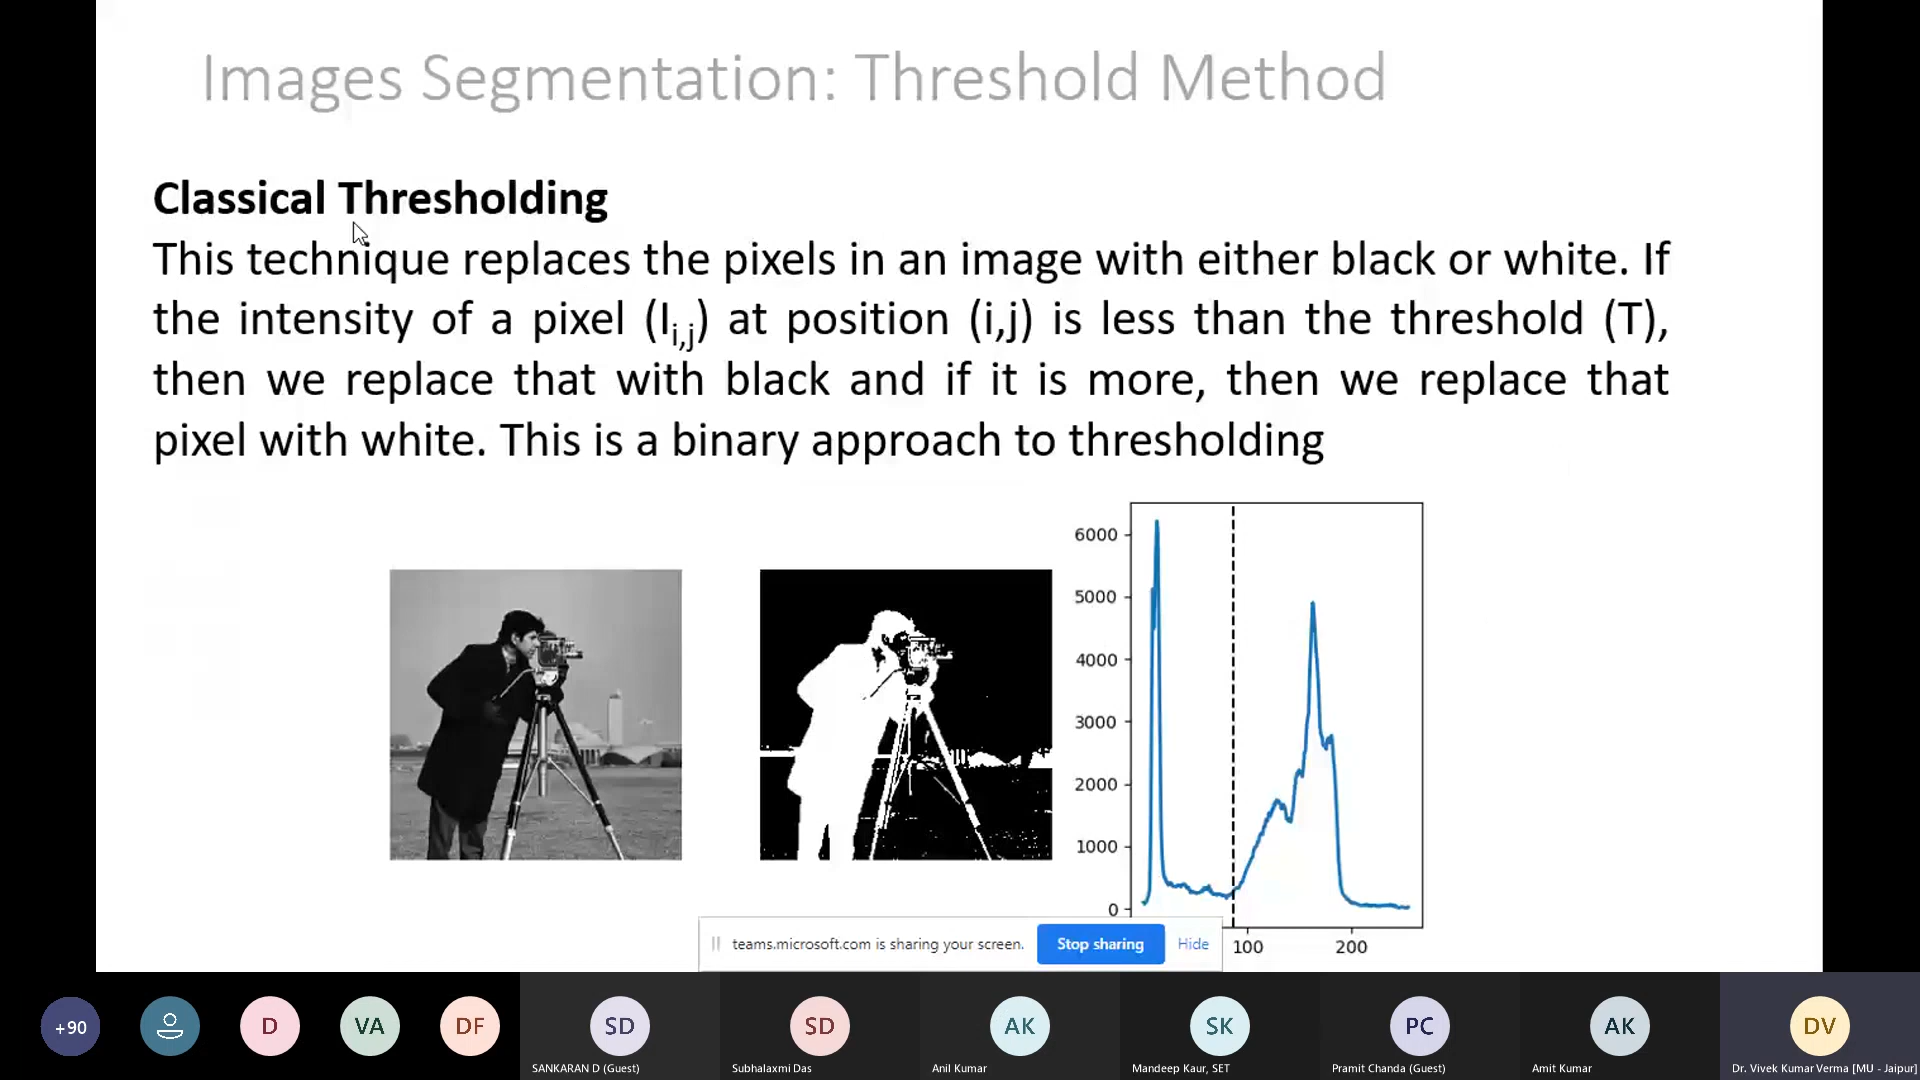 Images Segmentation: Threshold Method
Classical Thresholding
This technique replaces the pixels in an image with either black or white. If
the intensity of a pixel (Ii,j) at position (i,j) is less than the threshold (T),
then we replace that with black and if it is more, then we replace that
pixel with white. This is a binary approach to thresholding
6000
5000
4000
3000
2000
1000
0
100 200
teams.microsoft.com is sharing your screen. Stop sharing Hide
+90 D VA DF SD SD AK SK PC AK DV
SANKARAN D (Guest) Subhalaxmi Das Anil Kumar Mandeep Kaur, SET Pramit Chanda (Guest) Amit Kumar Dr. Vivek Kumar Verma [MU - Jaipur]